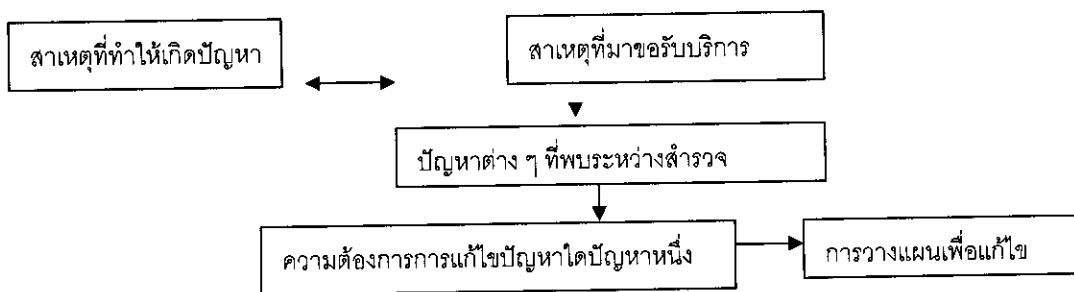 สาเหตุที่ทำให้เกิดปัญหา
สาเหตุที่มาขอรับบริการ
ปัญหาต่าง ๆ ที่พบระหว่างสำรวจ
ความต้องการการแก้ไขปัญหาใดปัญหาหนึ่ง
การวางแผนเพื่อแก้ไข